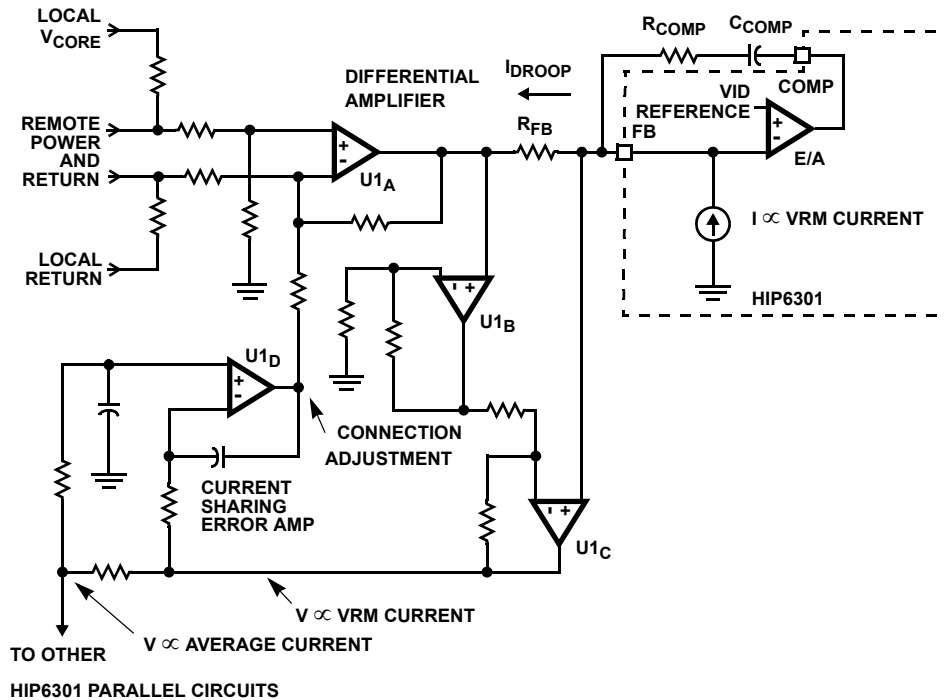 LOCAL
VCORE
REMOTE
POWER
AND
RETURN
LOCAL
RETURN
DIFFERENTIAL
AMPLIFIER
+
-
U1A
IDROOP
RFB
RCOMP
CCOMP
COMP
VID
REFERENCE
FB
+
-
E/A
I ∝ VRM CURRENT
HIP6301
- +
U1B
U1D
+
-
CONNECTION
ADJUSTMENT
CURRENT
SHARING
ERROR AMP
- +
U1C
V ∝ VRM CURRENT
V ∝ AVERAGE CURRENT
TO OTHER
HIP6301 PARALLEL CIRCUITS